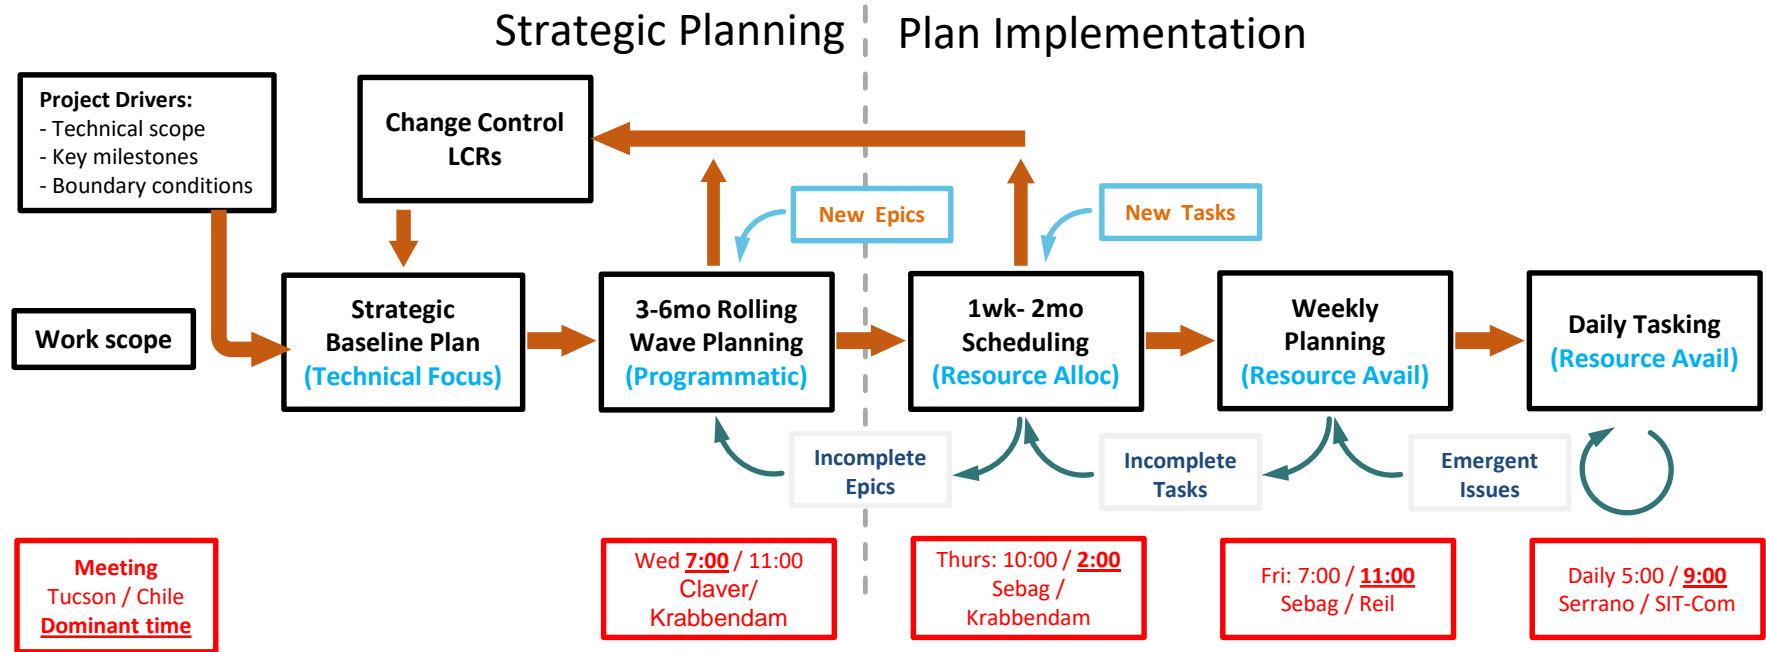 Strategic Planning
Plan Implementation
Project Drivers:
- Technical scope
- Key milestones
- Boundary conditions
Change Control
LCRs
New Epics
New Tasks
Work scope
Strategic
Baseline Plan
(Technical Focus)
3-6mo Rolling
Wave Planning
(Programmatic)
1wk- 2mo
Scheduling
(Resource Alloc)
Weekly
Planning
(Resource Avail)
Daily Tasking
(Resource Avail)
Incomplete
Epics
Incomplete
Tasks
Emergent
Issues
Meeting
Tucson / Chile
Dominant time
Wed 7:00 / 11:00
Claver/
Krabbendam
Thurs: 10:00 / 2:00
Sebag /
Krabbendam
Fri: 7:00 / 11:00
Sebag / Reil
Daily 5:00 / 9:00
Serrano / SIT-Com